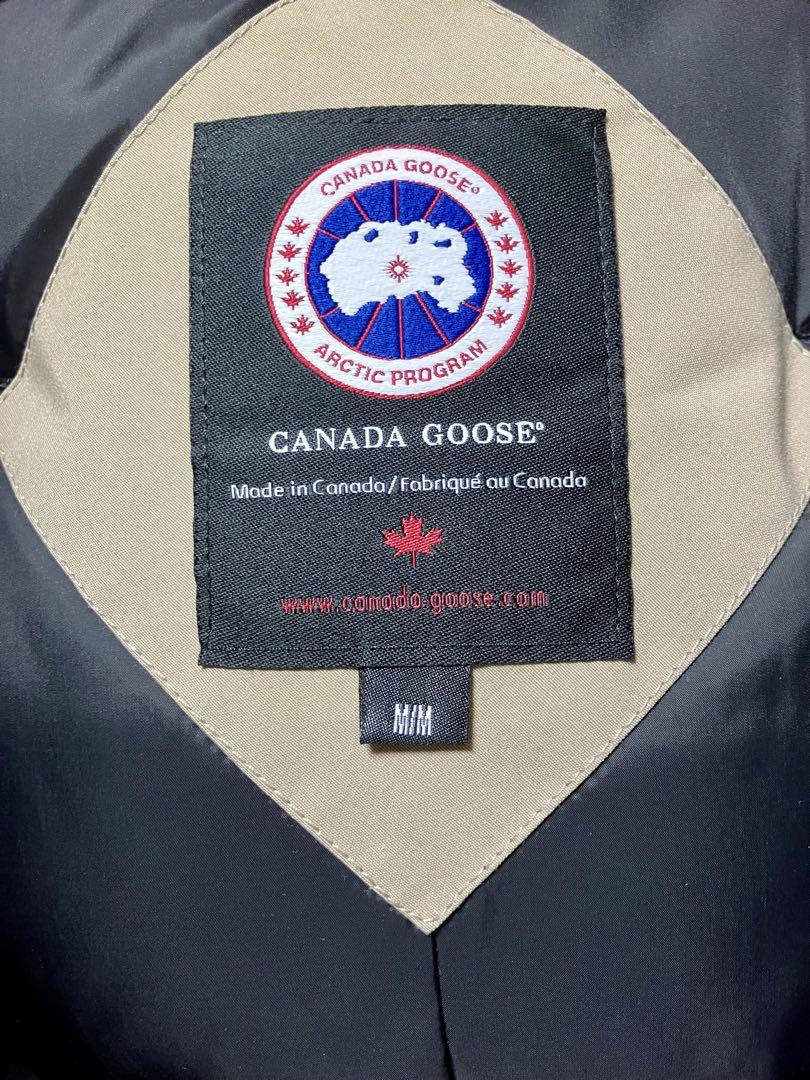 CANADA GOOSE®
ARCTIC PROGRAM
CANADA GOOSE®
Made in Canada/Fabriqué au Canada
www.canada-goose.com
M/M